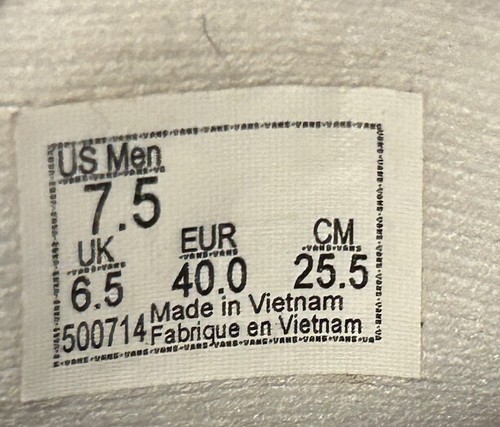 US Men
7.5
UK EUR CM
6.5 40.0 25.5
Made in Vietnam
500714 Fabrique en Vietnam